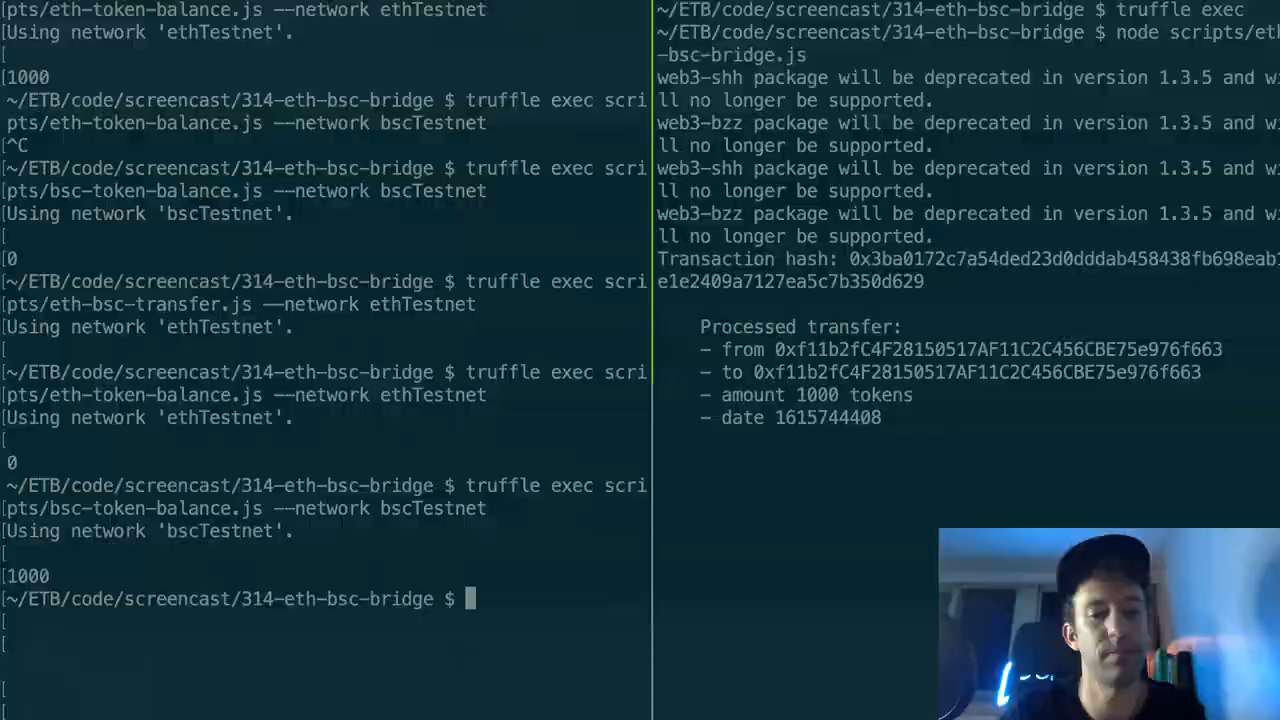 [pts/eth-token-balance.js --network ethTestnet
[Using network 'ethTestnet'.
[
[1000
~/ETB/code/screencast/314-eth-bsc-bridge $ truffle exec scri
pts/eth-token-balance.js --network bscTestnet
[^C
[~/ETB/code/screencast/314-eth-bsc-bridge $ truffle exec scri
[pts/bsc-token-balance.js --network bscTestnet
[Using network 'bscTestnet'.
[
[0
[~/ETB/code/screencast/314-eth-bsc-bridge $ truffle exec scri
[pts/eth-bsc-transfer.js --network ethTestnet
[Using network 'ethTestnet'.
[
[~/ETB/code/screencast/314-eth-bsc-bridge $ truffle exec scri
[pts/eth-token-balance.js --network ethTestnet
[Using network 'ethTestnet'.
[
0
~/ETB/code/screencast/314-eth-bsc-bridge $ truffle exec scri
[pts/bsc-token-balance.js --network bscTestnet
[Using network 'bscTestnet'.
[
[1000
[~/ETB/code/screencast/314-eth-bsc-bridge $
[
[
[
[
~/ETB/code/screencast/314-eth-bsc-bridge $ truffle exec
~/ETB/code/screencast/314-eth-bsc-bridge $ node scripts/eth
-bsc-bridge.js
web3-shh package will be deprecated in version 1.3.5 and wi
ll no longer be supported.
web3-bzz package will be deprecated in version 1.3.5 and wi
ll no longer be supported.
web3-shh package will be deprecated in version 1.3.5 and wi
ll no longer be supported.
web3-bzz package will be deprecated in version 1.3.5 and wi
ll no longer be supported.
Transaction hash: 0x3ba0172c7a54ded23d0dddab458438fb698eab1
e1e2409a7127ea5c7b350d629
Processed transfer:
- from 0xf11b2fC4F28150517AF11C2C456CBE75e976f663
- to 0xf11b2fC4F28150517AF11C2C456CBE75e976f663
- amount 1000 tokens
- date 1615744408